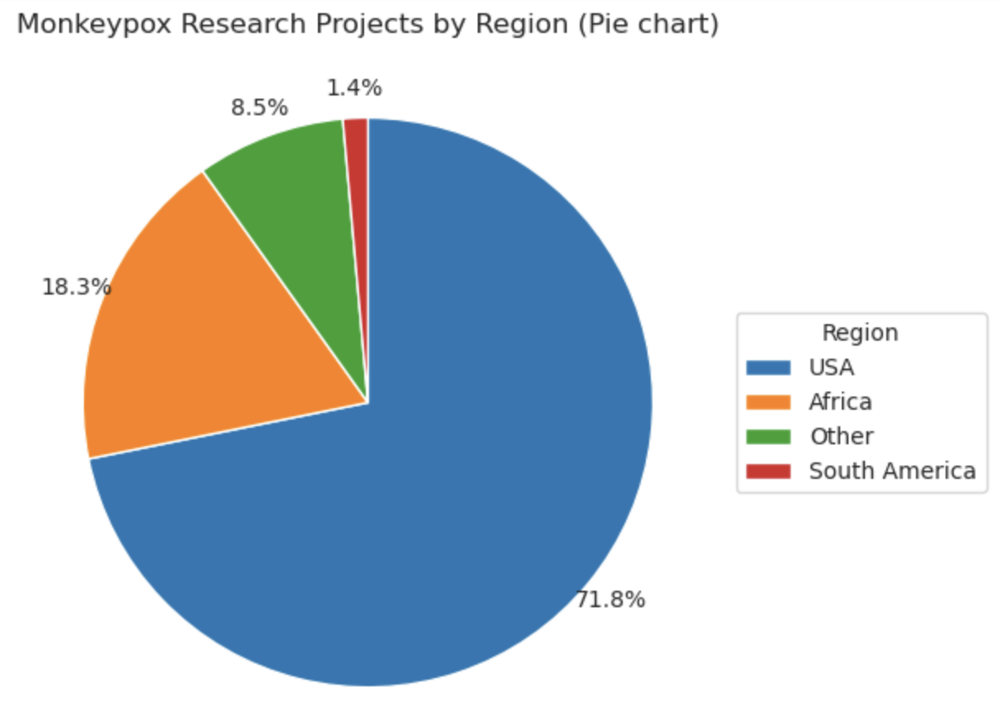 Monkeypox Research Projects by Region (Pie chart)
1.4%
8.5%
18.3%
71.8%
Region
USA
Africa
Other
South America